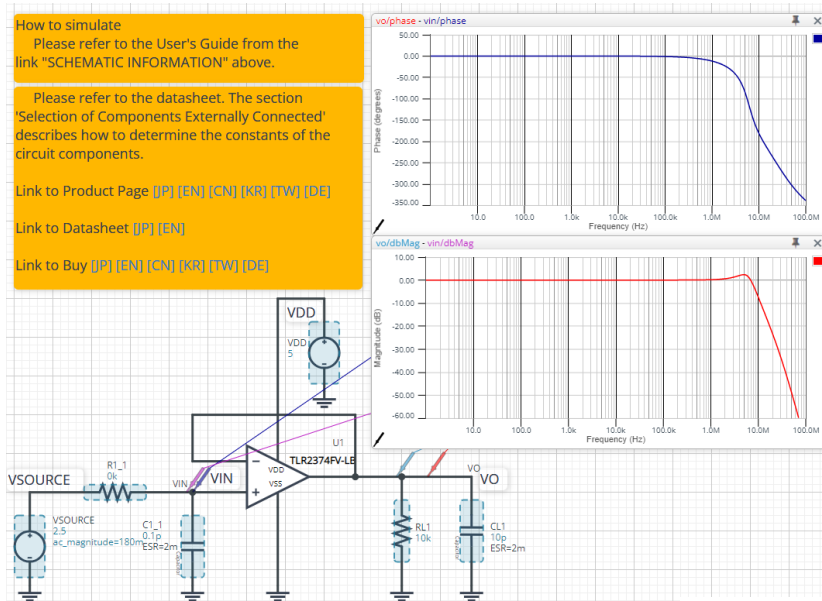 How to simulate
Please refer to the User's Guide from the
link "SCHEMATIC INFORMATION" above.
Please refer to the datasheet. The section
'Selection of Components Externally Connected'
describes how to determine the constants of the
circuit components.
Link to Product Page [JP] [EN] [CN] [KR] [TW] [DE]
Link to Datasheet [JP] [EN]
Link to Buy [JP] [EN] [CN] [KR] [TW] [DE]
vo/phase - vin/phase
50.00
0.00
-50.00
-100.00
-150.00
-200.00
-250.00
-300.00
-350.00
Phase (degrees)
10.0 100.0 1.0k 10.0k 100.0k 1.0M 10.0M 100.0M
Frequency (Hz)
vo/dbMag - vin/dbMag
10.00
0.00
-10.00
-20.00
-30.00
-40.00
-50.00
-60.00
Magnitude (dB)
10.0 100.0 1.0k 10.0k 100.0k 1.0M 10.0M 100.0M
Frequency (Hz)
VDD
VDD
5
U1
TLR2374FV-LB
VDD
VSS
R1_1
0k
VSOURCE
VIN
VIN
VO
VO
VSOURCE
2.5
ac_magnitude=180m
C1_1
0.1p
ESR=2m
RL1
10k
CL1
10p
ESR=2m